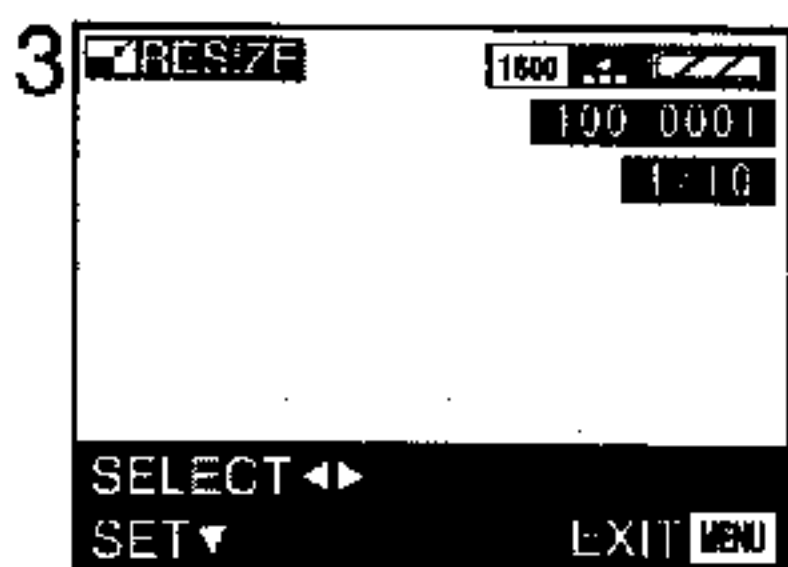 3
RESIZE 1600
100 0001
1/10
SELECT ◀▶
SET ▼ EXIT MENU